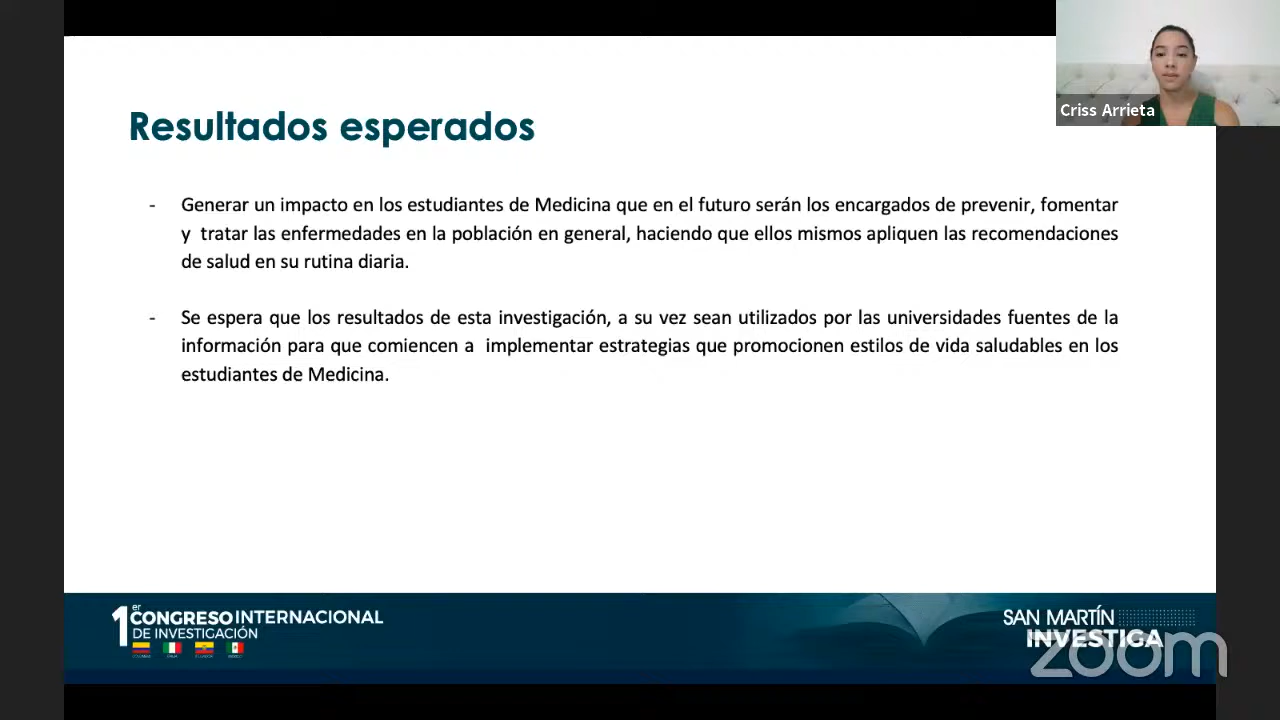 Criss Arrieta
Resultados esperados
- Generar un impacto en los estudiantes de Medicina que en el futuro serán los encargados de prevenir, fomentar
y tratar las enfermedades en la población en general, haciendo que ellos mismos apliquen las recomendaciones
de salud en su rutina diaria.
- Se espera que los resultados de esta investigación, a su vez sean utilizados por las universidades fuentes de la
información para que comiencen a implementar estrategias que promocionen estilos de vida saludables en los
estudiantes de Medicina.
1er CONGRESO INTERNACIONAL
DE INVESTIGACIÓN
SAN MARTÍN
INVESTIGA
zoom